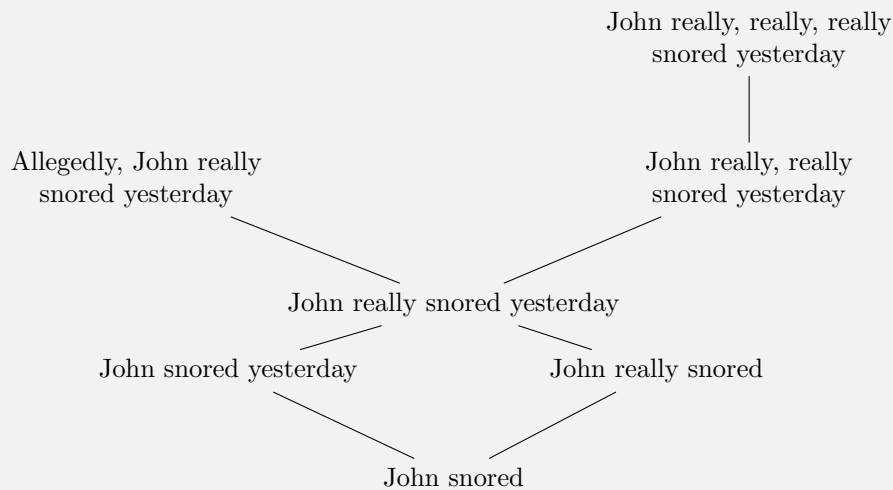 John really, really, really
snored yesterday
Allegedly, John really
snored yesterday
John really, really
snored yesterday
John really snored yesterday
John snored yesterday
John really snored
John snored